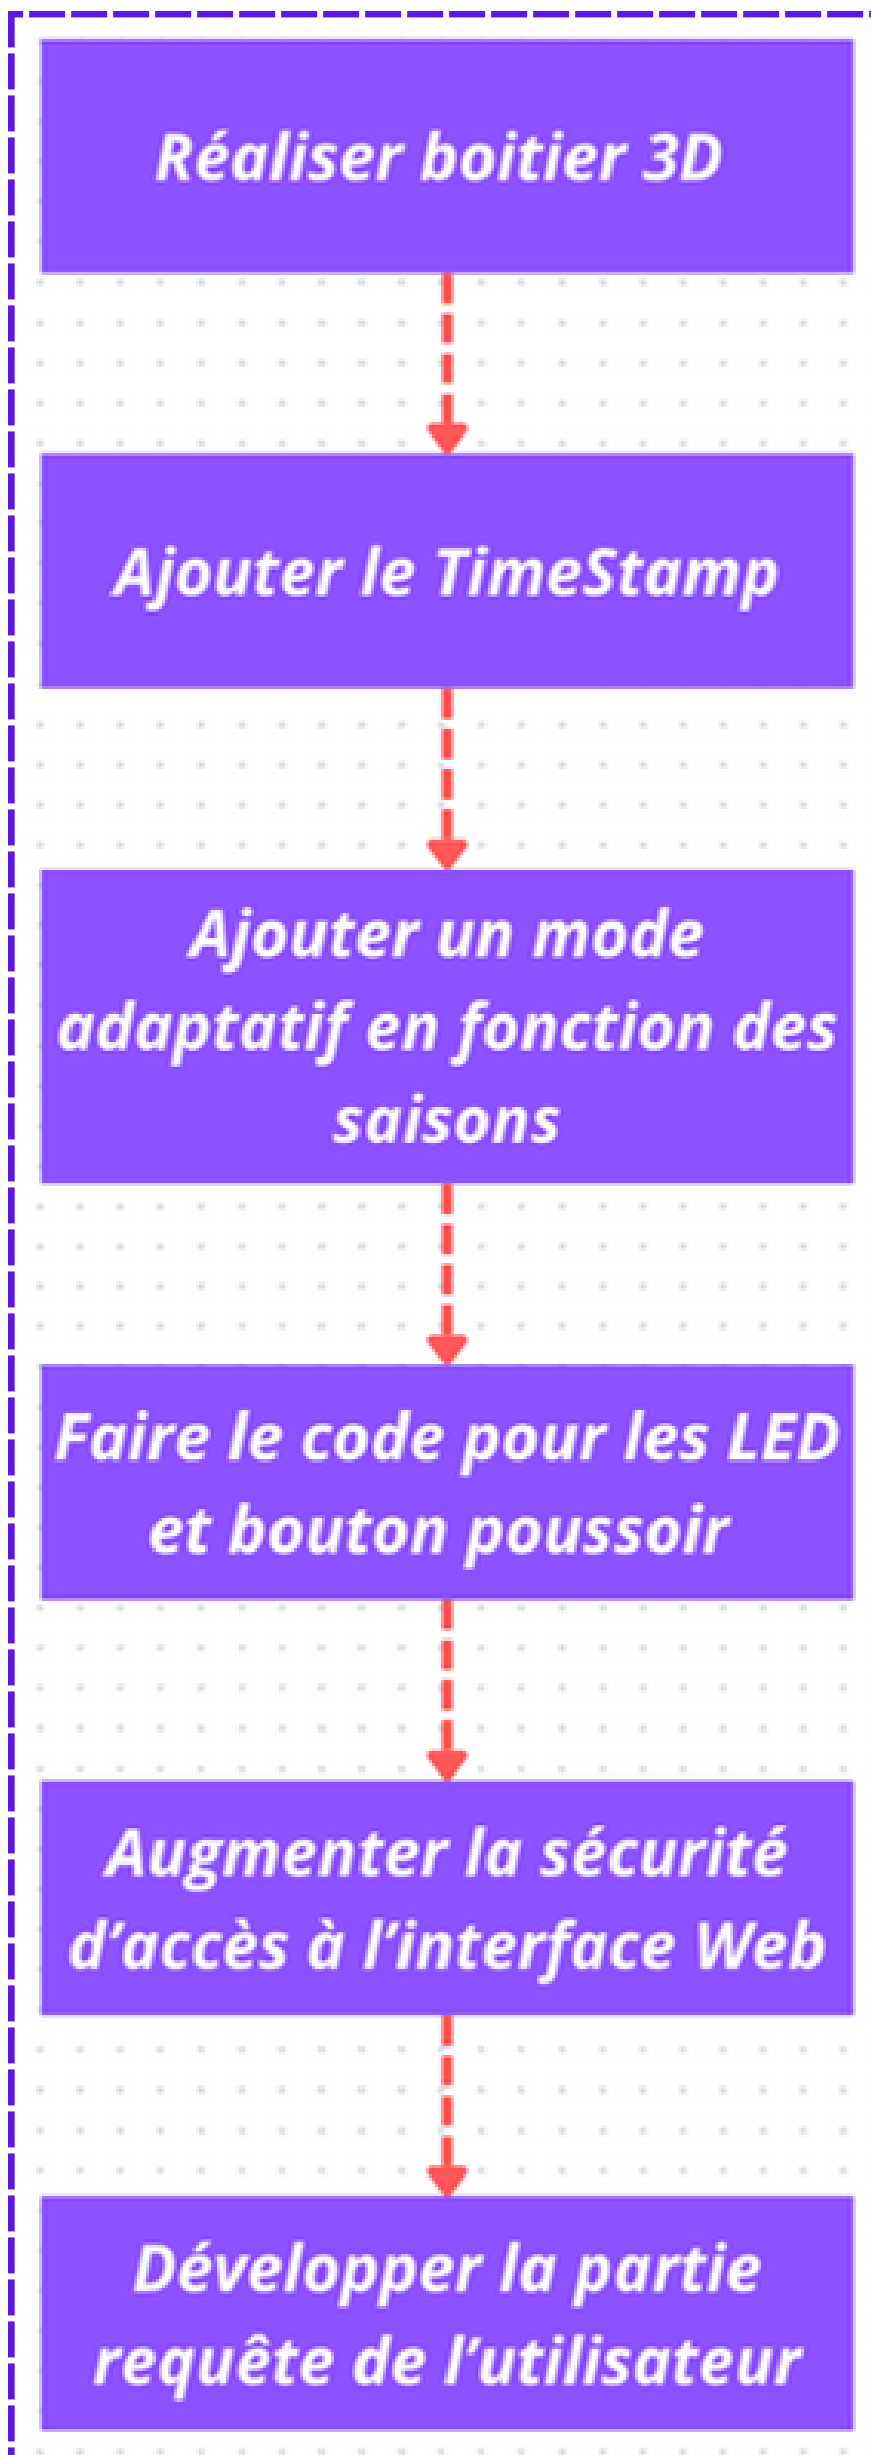 Réaliser boitier 3D
Ajouter le TimeStamp
Ajouter un mode
adaptatif en fonction des
saisons
Faire le code pour les LED
et bouton poussoir
Augmenter la sécurité
d’accès à l’interface Web
Développer la partie
requête de l’utilisateur